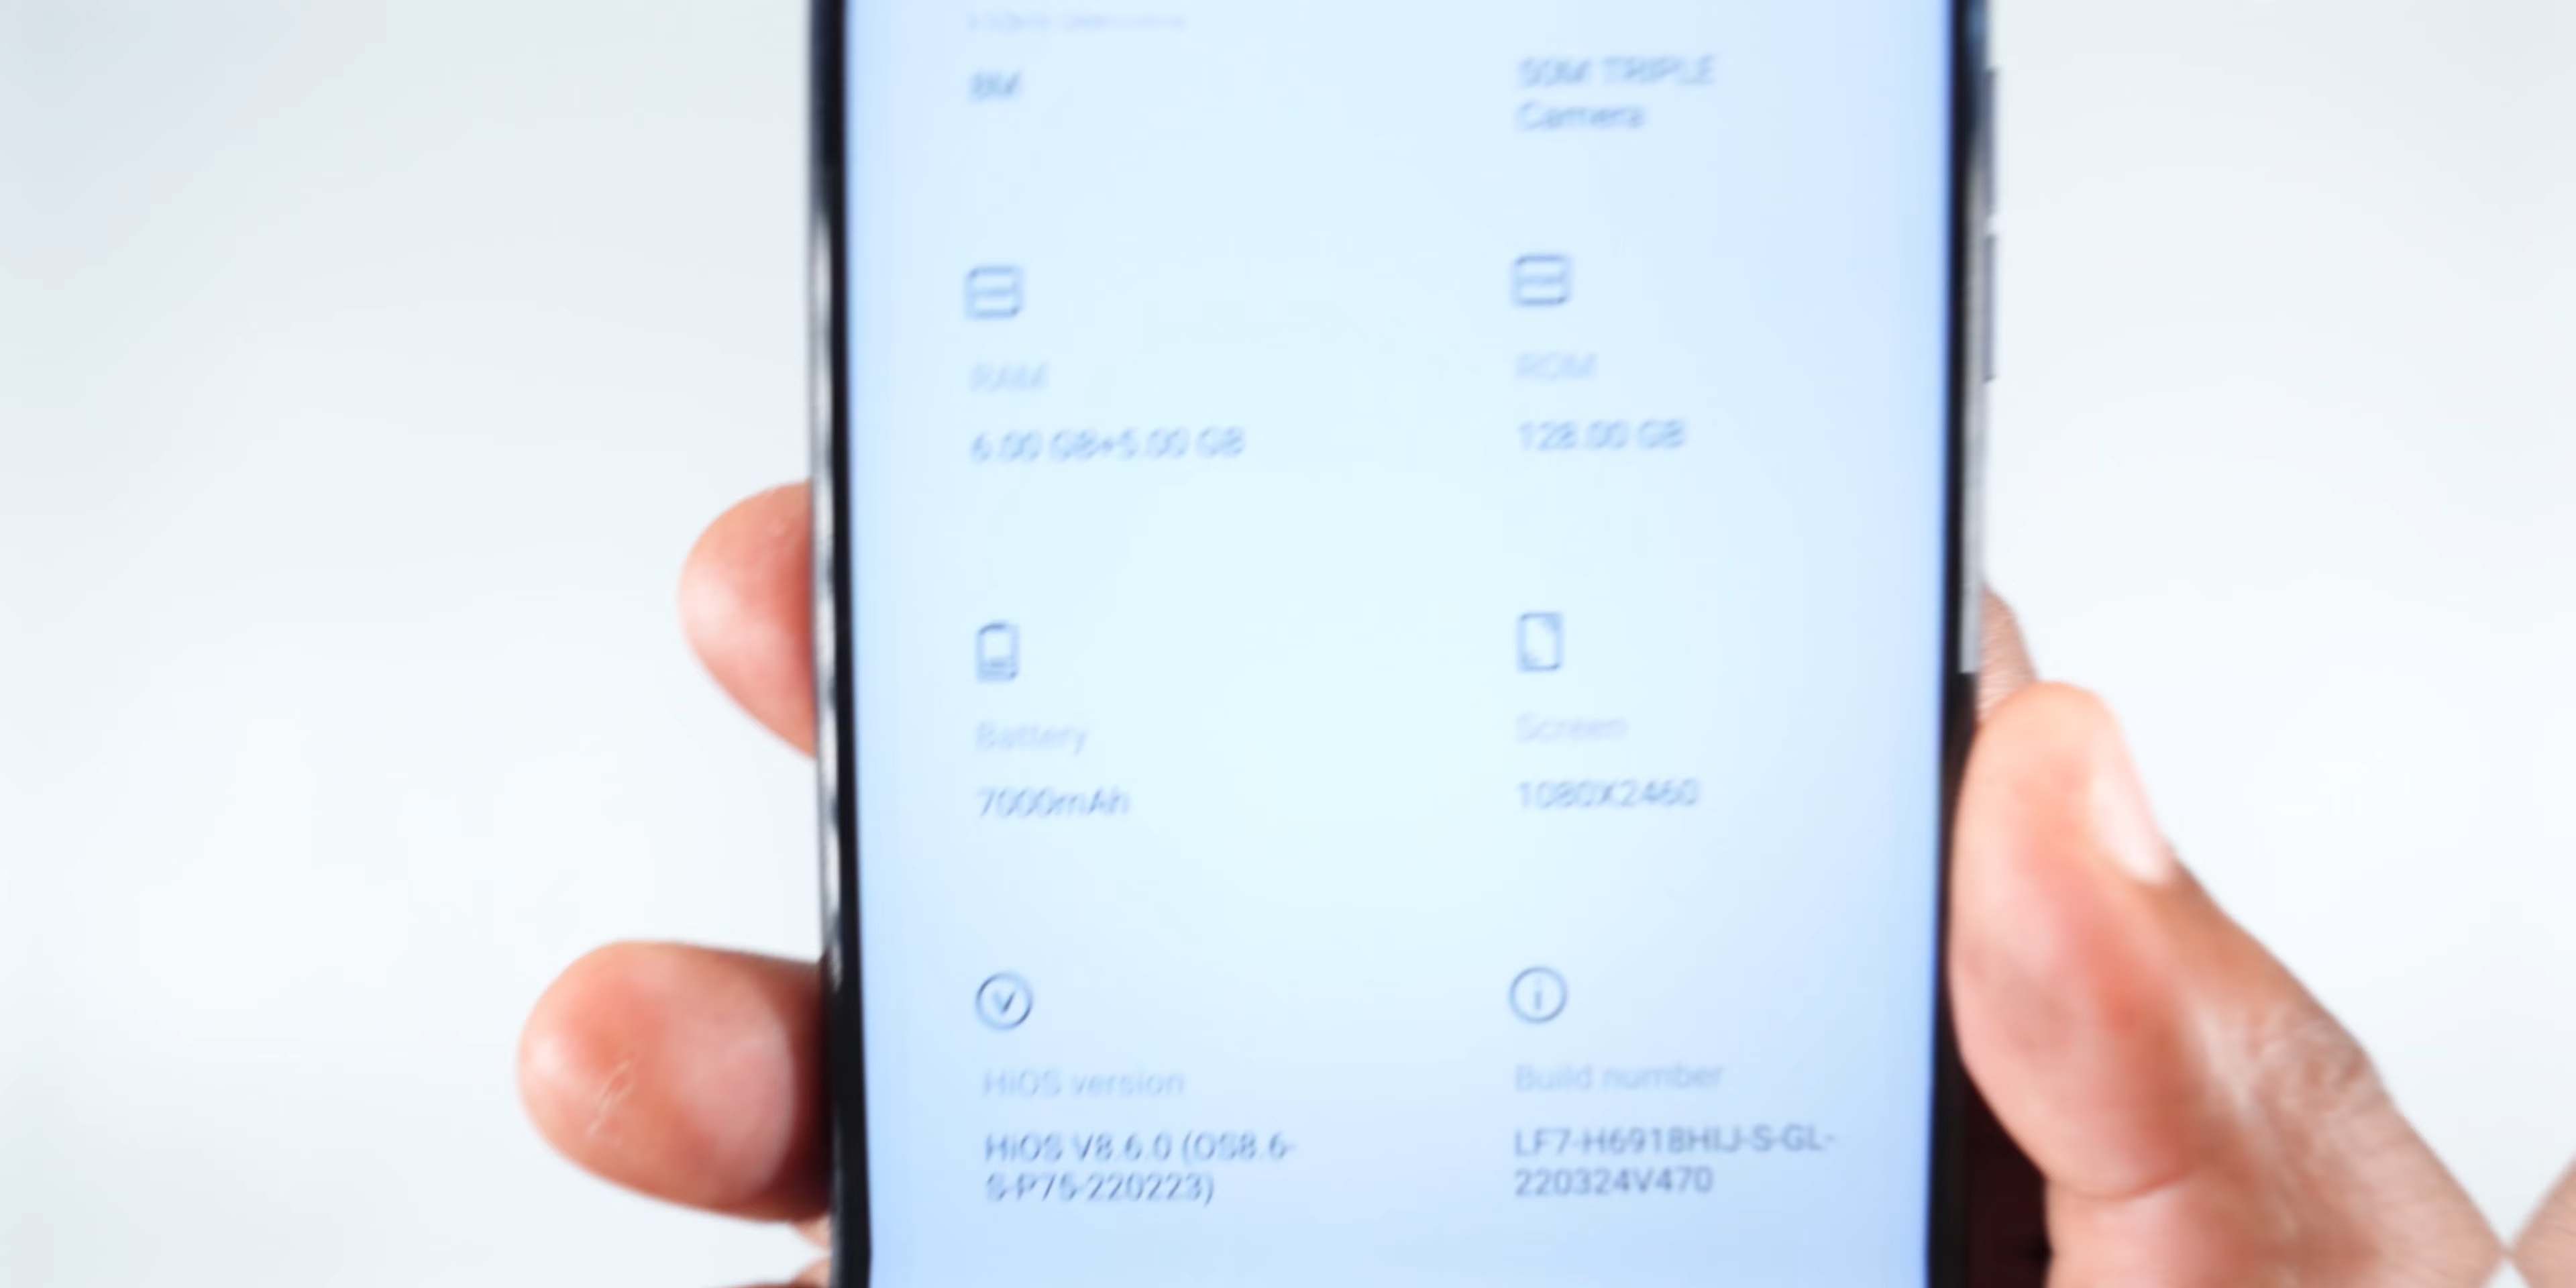 8M
50M TRIPLE
Camera
RAM
ROM
6.00 GB+5.00 GB
128.00 GB
Battery
Screen
7000mAh
1080X2460
HiOS version
Build number
HiOS V8.6.0 (OS8.6-
S-P75-220223)
LF7-H6918HIJ-S-GL-
220324V470